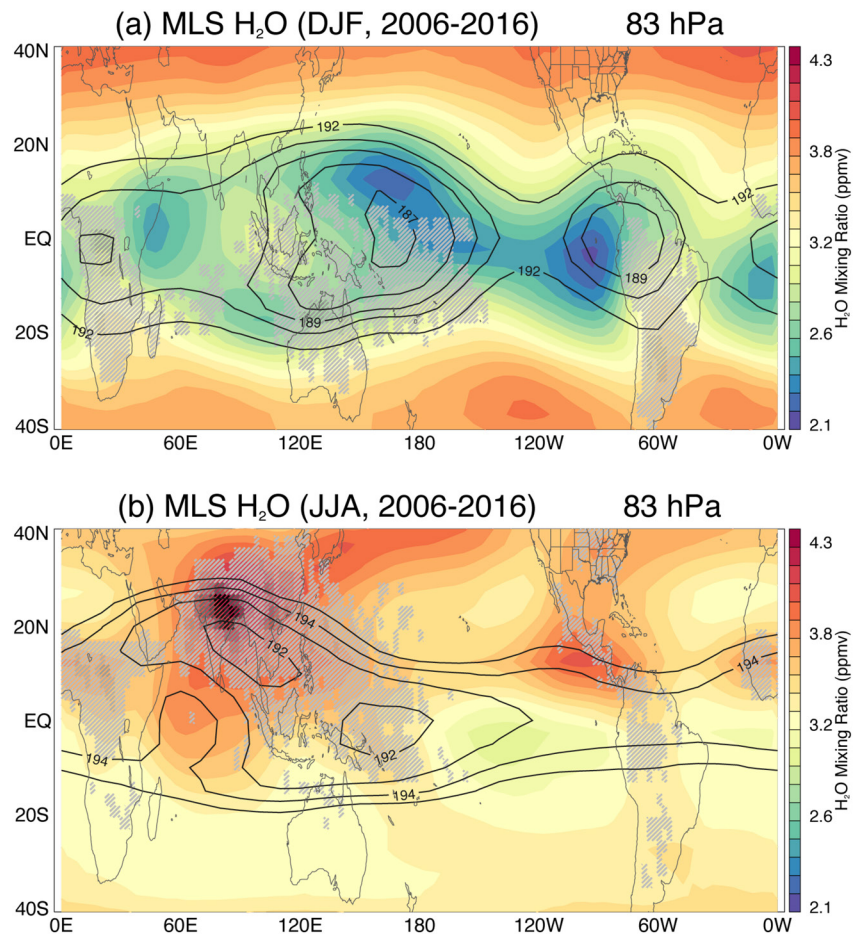 (a) MLS H₂O (DJF, 2006-2016) 83 hPa
40N
20N
EQ
20S
40S
0E 60E 120E 180 120W 60W 0W
192
187
192
192
189
192
189
4.3
3.8
3.2
2.6
2.1
H₂O Mixing Ratio (ppmv)
(b) MLS H₂O (JJA, 2006-2016) 83 hPa
40N
20N
EQ
20S
40S
0E 60E 120E 180 120W 60W 0W
194
192
194
194
192
194
194
4.3
3.8
3.2
2.6
2.1
H₂O Mixing Ratio (ppmv)